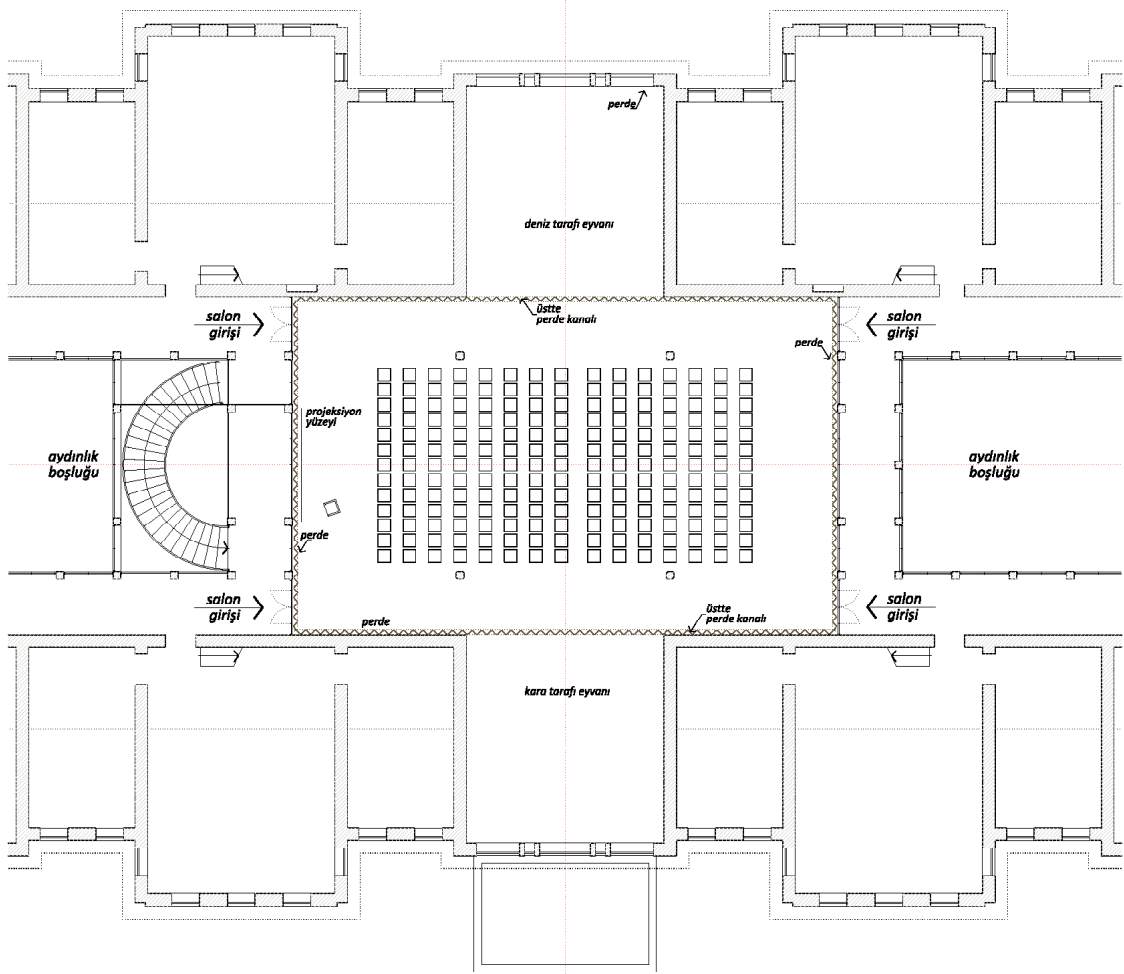 perde
deniz tarafı eyvanı
üstte
perde kanalı
salon
girişi
salon
girişi
perde
projeksiyon
yüzeyi
aydınlık
boşluğu
aydınlık
boşluğu
perde
salon
girişi
perde
üstte
perde kanalı
salon
girişi
kara tarafı eyvanı